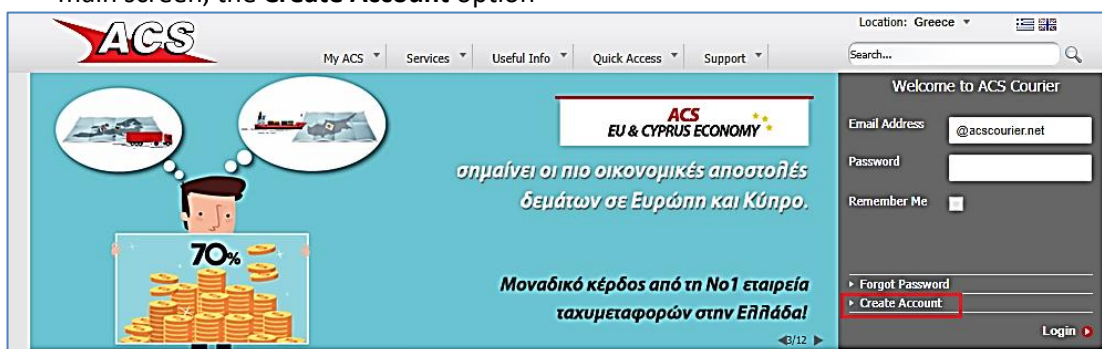 main screen, the Create Account option
ACS
Location: Greece
My ACS Services Useful Info Quick Access Support
Search...
Welcome to ACS Courier
Email Address @acscourier.net
Password
Remember Me
Forgot Password
Create Account
Login
ACS
EU & CYPRUS ECONOMY
σημαίνει οι πιο οικονομικές αποστολές
δεμάτων σε Ευρώπη και Κύπρο.
70%
Μοναδικό κέρδος από τη Νο1 εταιρεία
ταχυμεταφορών στην Ελλάδα!
3/12